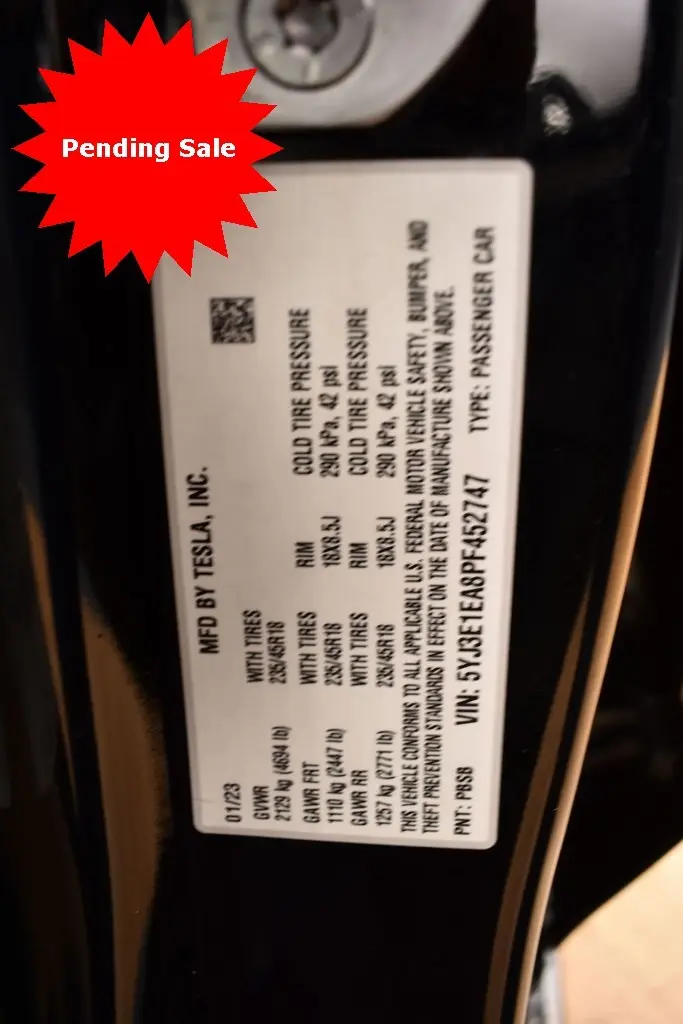 Pending Sale
MFD BY TESLA, INC.
01/23
GVWR WITH TIRES
2129 kg (4694 lb) 235/45R18
GAWR FRT WITH TIRES RIM COLD TIRE PRESSURE
1110 kg (2447 lb) 235/45R18 18X8.5J 290 kPa, 42 psi
GAWR RR WITH TIRES RIM COLD TIRE PRESSURE
1257 kg (2771 lb) 235/45R18 18X8.5J 290 kPa, 42 psi
THIS VEHICLE CONFORMS TO ALL APPLICABLE U.S. FEDERAL MOTOR VEHICLE SAFETY, BUMPER, AND
THEFT PREVENTION STANDARDS IN EFFECT ON THE DATE OF MANUFACTURE SHOWN ABOVE.
PNT: PBSB VIN: 5YJ3E1EA8PF452747 TYPE: PASSENGER CAR